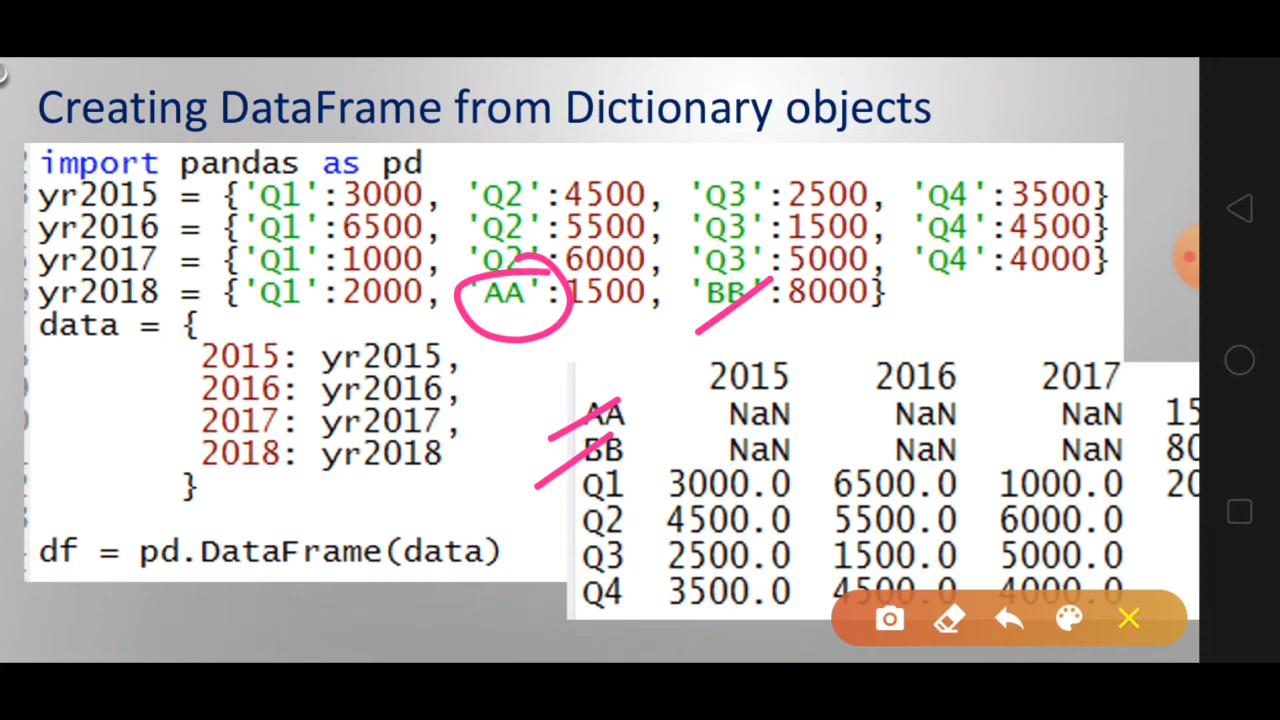 Creating DataFrame from Dictionary objects
import pandas as pd
yr2015 = {'Q1':3000, 'Q2':4500, 'Q3':2500, 'Q4':3500}
yr2016 = {'Q1':6500, 'Q2':5500, 'Q3':1500, 'Q4':4500}
yr2017 = {'Q1':1000, 'Q2':6000, 'Q3':5000, 'Q4':4000}
yr2018 = {'Q1':2000, 'AA':1500, 'BB':8000}
data = {
2015: yr2015,
2016: yr2016,
2017: yr2017,
2018: yr2018
}
df = pd.DataFrame(data)
2015 2016 2017
AA NaN NaN NaN 15
BB NaN NaN NaN 80
Q1 3000.0 6500.0 1000.0 20
Q2 4500.0 5500.0 6000.0
Q3 2500.0 1500.0 5000.0
Q4 3500.0 4500.0 4000.0